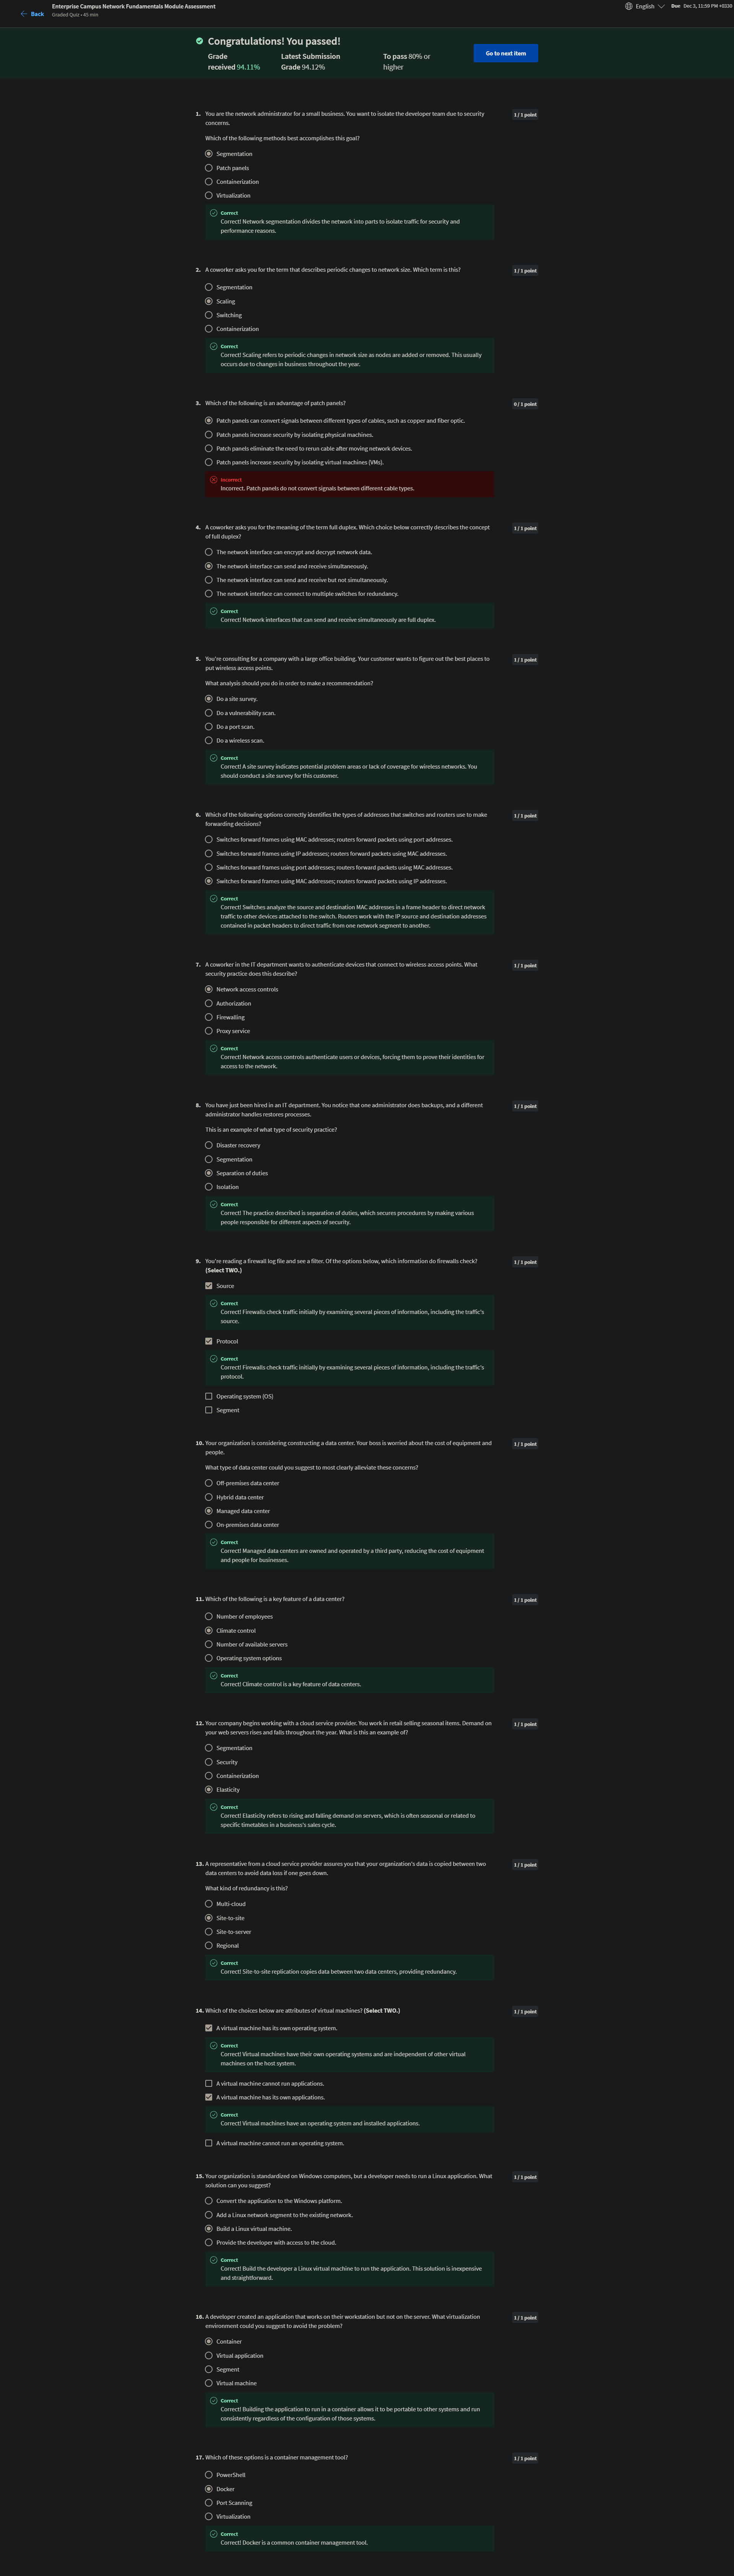 Back
Enterprise Campus Network Fundamentals Module Assessment
Graded Quiz • 45 min
English
Due Dec 3, 11:59 PM +0330
Congratulations! You passed!
Grade received 94.11%
Latest Submission Grade 94.12%
To pass 80% or higher
Go to next item
1. You are the network administrator for a small business. You want to isolate the developer team due to security
concerns.
1 / 1 point
Which of the following methods best accomplishes this goal?
Segmentation
Patch panels
Containerization
Virtualization
Correct
Correct! Network segmentation divides the network into parts to isolate traffic for security and
performance reasons.
2. A coworker asks you for the term that describes periodic changes to network size. Which term is this?
1 / 1 point
Segmentation
Scaling
Switching
Containerization
Correct
Correct! Scaling refers to periodic changes in network size as nodes are added or removed. This usually
occurs due to changes in business throughout the year.
3. Which of the following is an advantage of patch panels?
0 / 1 point
Patch panels can convert signals between different types of cables, such as copper and fiber optic.
Patch panels increase security by isolating physical machines.
Patch panels eliminate the need to rerun cable after moving network devices.
Patch panels increase security by isolating virtual machines (VMs).
Incorrect
Incorrect. Patch panels do not convert signals between different cable types.
4. A coworker asks you for the meaning of the term full duplex. Which choice below correctly describes the concept
of full duplex?
1 / 1 point
The network interface can encrypt and decrypt network data.
The network interface can send and receive simultaneously.
The network interface can send and receive but not simultaneously.
The network interface can connect to multiple switches for redundancy.
Correct
Correct! Network interfaces that can send and receive simultaneously are full duplex.
5. You're consulting for a company with a large office building. Your customer wants to figure out the best places to
put wireless access points.
1 / 1 point
What analysis should you do in order to make a recommendation?
Do a site survey.
Do a vulnerability scan.
Do a port scan.
Do a wireless scan.
Correct
Correct! A site survey indicates potential problem areas or lack of coverage for wireless networks. You
should conduct a site survey for this customer.
6. Which of the following options correctly identifies the types of addresses that switches and routers use to make
forwarding decisions?
1 / 1 point
Switches forward frames using MAC addresses; routers forward packets using port addresses.
Switches forward frames using IP addresses; routers forward packets using MAC addresses.
Switches forward frames using port addresses; routers forward packets using MAC addresses.
Switches forward frames using MAC addresses; routers forward packets using IP addresses.
Correct
Correct! Switches analyze the source and destination MAC addresses in a frame header to direct network
traffic to other devices attached to the switch. Routers work with the IP source and destination addresses
contained in packet headers to direct traffic from one network segment to another.
7. A coworker in the IT department wants to authenticate devices that connect to wireless access points. What
security practice does this describe?
1 / 1 point
Network access controls
Authorization
Firewalling
Proxy service
Correct
Correct! Network access controls authenticate users or devices, forcing them to prove their identities for
access to the network.
8. You have just been hired in an IT department. You notice that one administrator does backups, and a different
administrator handles restores processes.
1 / 1 point
This is an example of what type of security practice?
Disaster recovery
Segmentation
Separation of duties
Isolation
Correct
Correct! The practice described is separation of duties, which secures procedures by making various
people responsible for different aspects of security.
9. You're reading a firewall log file and see a filter. Of the options below, which information do firewalls check?
(Select TWO.)
1 / 1 point
Source
Correct
Correct! Firewalls check traffic initially by examining several pieces of information, including the traffic's
source.
Protocol
Correct
Correct! Firewalls check traffic initially by examining several pieces of information, including the traffic's
protocol.
Operating system (OS)
Segment
10. Your organization is considering constructing a data center. Your boss is worried about the cost of equipment and
people.
1 / 1 point
What type of data center could you suggest to most clearly alleviate these concerns?
Off-premises data center
Hybrid data center
Managed data center
On-premises data center
Correct
Correct! Managed data centers are owned and operated by a third party, reducing the cost of equipment
and people for businesses.
11. Which of the following is a key feature of a data center?
1 / 1 point
Number of employees
Climate control
Number of available servers
Operating system options
Correct
Correct! Climate control is a key feature of data centers.
12. Your company begins working with a cloud service provider. You work in retail selling seasonal items. Demand on
your web servers rises and falls throughout the year. What is this an example of?
1 / 1 point
Segmentation
Security
Containerization
Elasticity
Correct
Correct! Elasticity refers to rising and falling demand on servers, which is often seasonal or related to
specific timetables in a business's sales cycle.
13. A representative from a cloud service provider assures you that your organization's data is copied between two
data centers to avoid data loss if one goes down.
1 / 1 point
What kind of redundancy is this?
Multi-cloud
Site-to-site
Site-to-server
Regional
Correct
Correct! Site-to-site replication copies data between two data centers, providing redundancy.
14. Which of the choices below are attributes of virtual machines? (Select TWO.)
1 / 1 point
A virtual machine has its own operating system.
Correct
Correct! Virtual machines have their own operating systems and are independent of other virtual
machines on the host system.
A virtual machine cannot run applications.
A virtual machine has its own applications.
Correct
Correct! Virtual machines have an operating system and installed applications.
A virtual machine cannot run an operating system.
15. Your organization is standardized on Windows computers, but a developer needs to run a Linux application. What
solution can you suggest?
1 / 1 point
Convert the application to the Windows platform.
Add a Linux network segment to the existing network.
Build a Linux virtual machine.
Provide the developer with access to the cloud.
Correct
Correct! Build the developer a Linux virtual machine to run the application. This solution is inexpensive
and straightforward.
16. A developer created an application that works on their workstation but not on the server. What virtualization
environment could you suggest to avoid the problem?
1 / 1 point
Container
Virtual application
Segment
Virtual machine
Correct
Correct! Building the application to run in a container allows it to be portable to other systems and run
consistently regardless of the configuration of those systems.
17. Which of these options is a container management tool?
1 / 1 point
PowerShell
Docker
Port Scanning
Virtualization
Correct
Correct! Docker is a common container management tool.